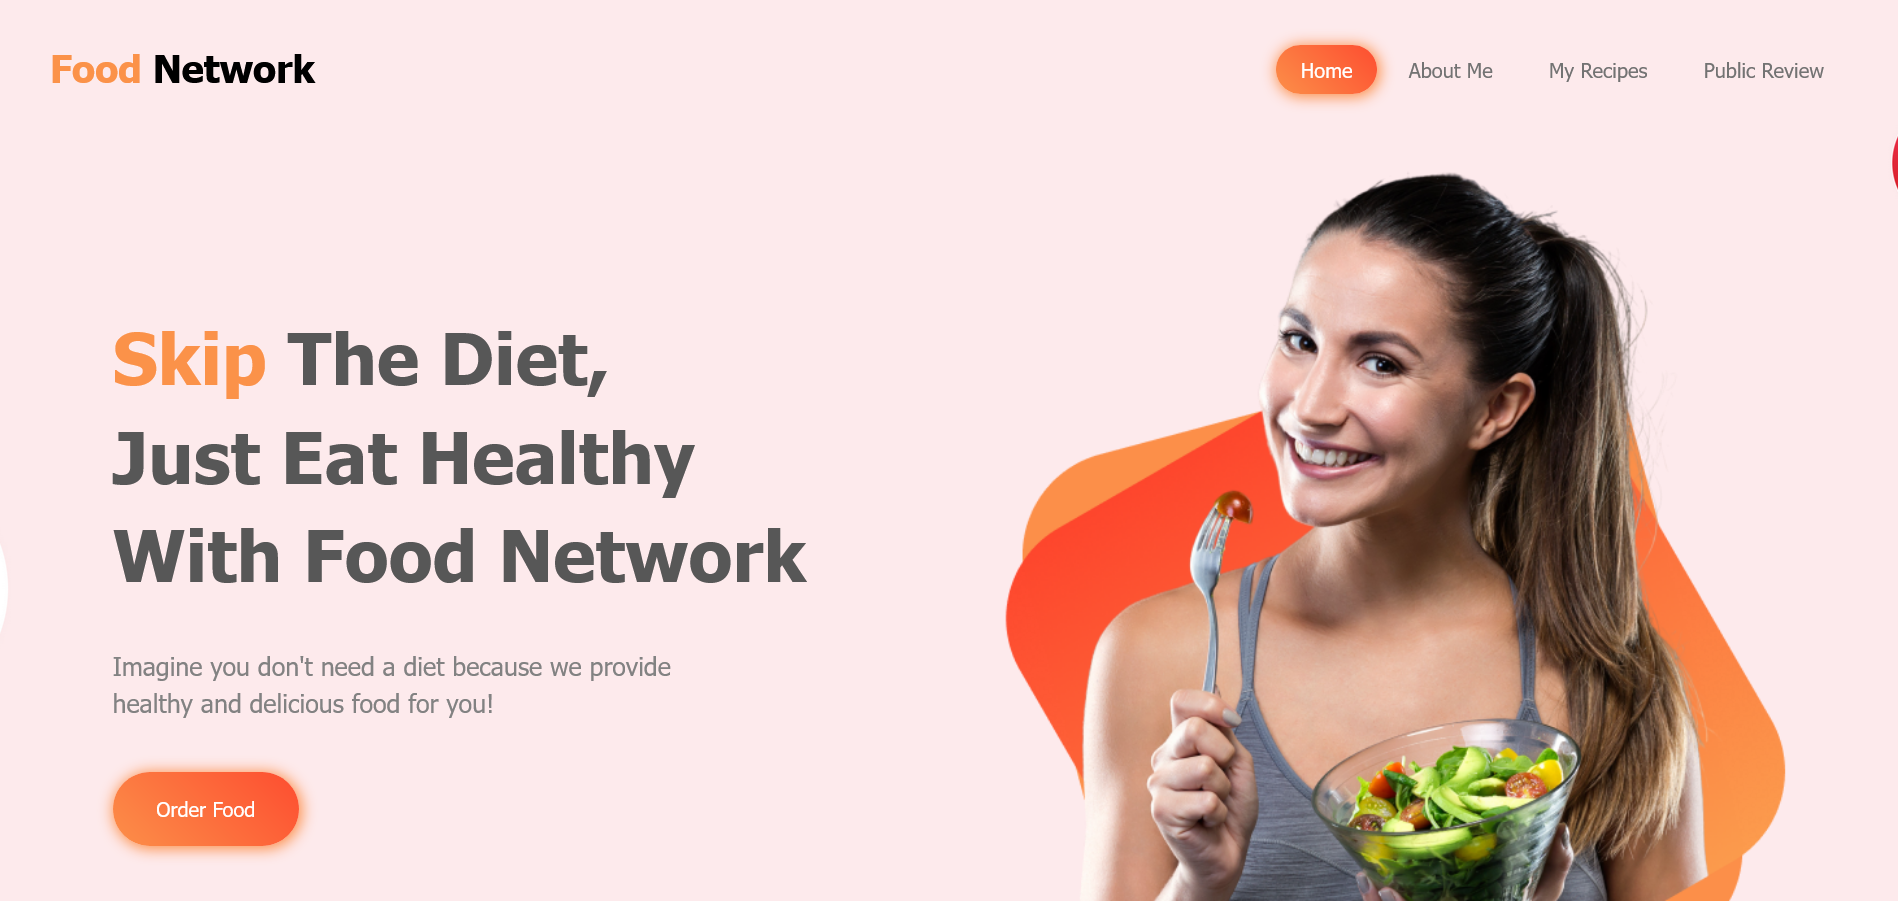 Food Network
Home
About Me
My Recipes
Public Review
Skip The Diet,
Just Eat Healthy
With Food Network
Imagine you don't need a diet because we provide
healthy and delicious food for you!
Order Food